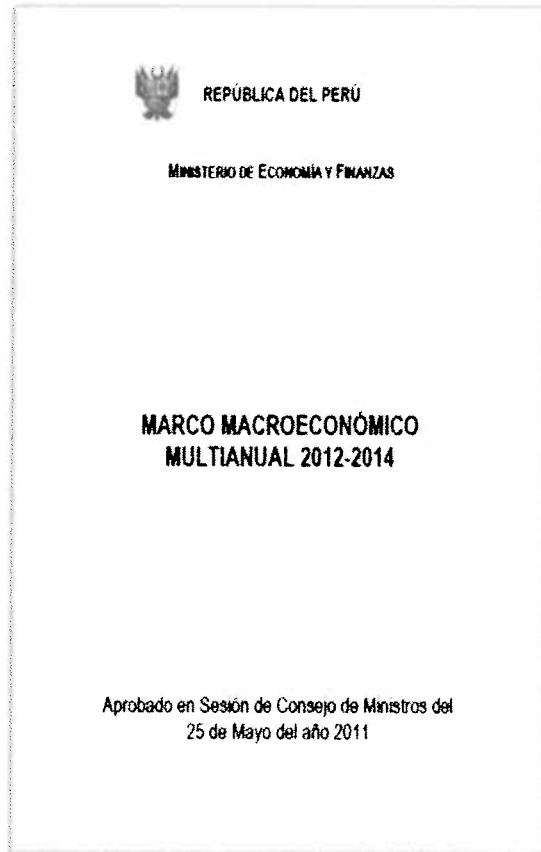 REPÚBLICA DEL PERÚ
MINISTERIO DE ECONOMÍA Y FINANZAS
MARCO MACROECONÓMICO
MULTIANUAL 2012-2014
Aprobado en Sesión de Consejo de Ministros del
25 de Mayo del año 2011